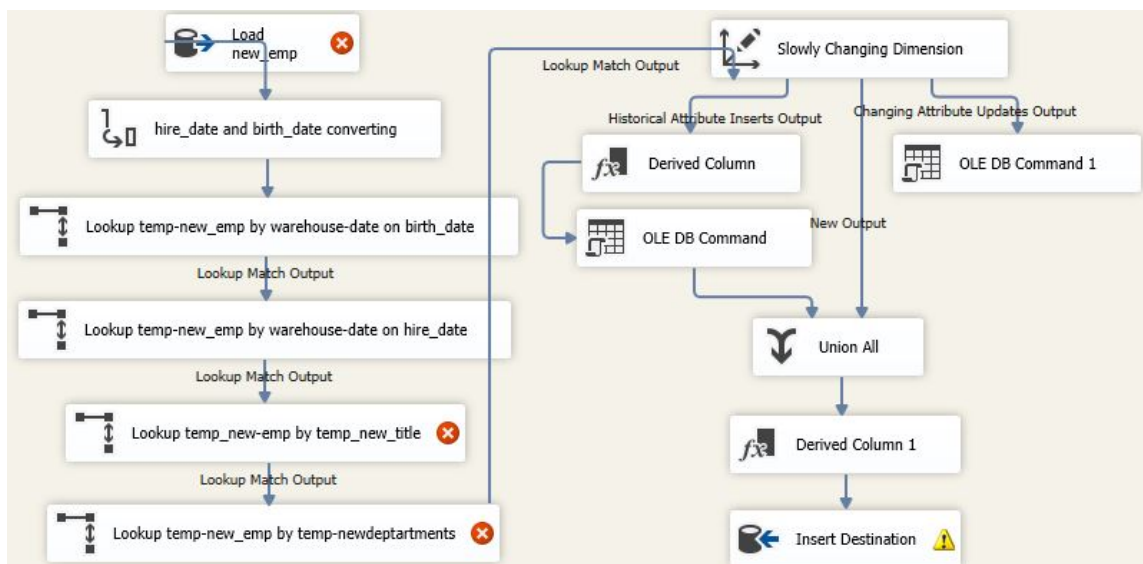 Load
new_emp
hire_date and birth_date converting
Lookup temp-new_emp by warehouse-date on birth_date
Lookup Match Output
Lookup temp-new_emp by warehouse-date on hire_date
Lookup Match Output
Lookup temp_new-emp by temp_new_title
Lookup Match Output
Lookup temp-new_emp by temp-newdeptartments
Lookup Match Output
Slowly Changing Dimension
Historical Attribute Inserts Output
Changing Attribute Updates Output
fx Derived Column
OLE DB Command 1
OLE DB Command
New Output
Union All
fx Derived Column 1
Insert Destination